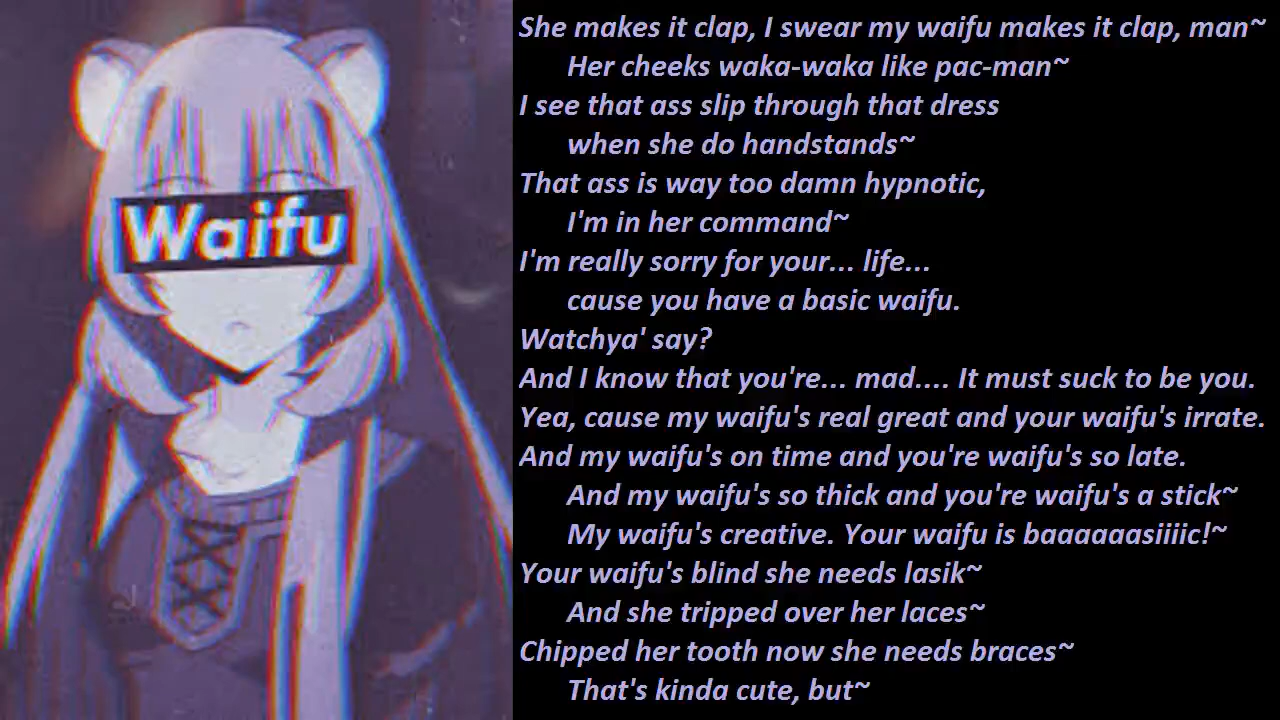 Waifu
She makes it clap, I swear my waifu makes it clap, man~
Her cheeks waka-waka like pac-man~
I see that ass slip through that dress
when she do handstands~
That ass is way too damn hypnotic,
I'm in her command~
I'm really sorry for your... life...
cause you have a basic waifu.
Watchya' say?
And I know that you're... mad.... It must suck to be you.
Yea, cause my waifu's real great and your waifu's irrate.
And my waifu's on time and you're waifu's so late.
And my waifu's so thick and you're waifu's a stick~
My waifu's creative. Your waifu is baaaaaasiiiic!~
Your waifu's blind she needs lasik~
And she tripped over her laces~
Chipped her tooth now she needs braces~
That's kinda cute, but~